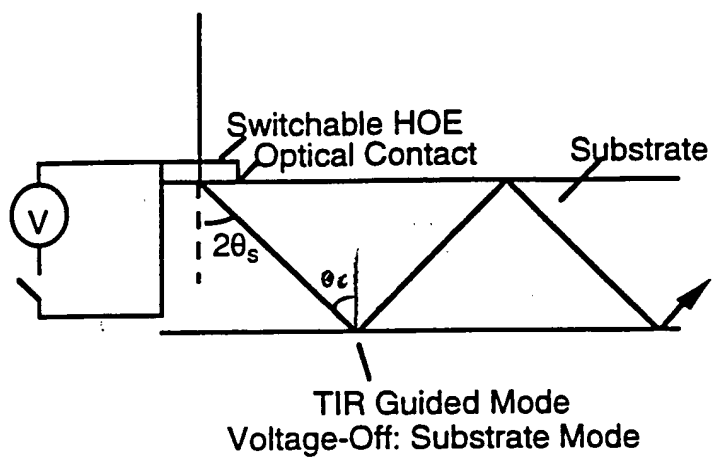 Switchable HOE
Optical Contact
Substrate
V
2θs
θc
TIR Guided Mode
Voltage-Off: Substrate Mode